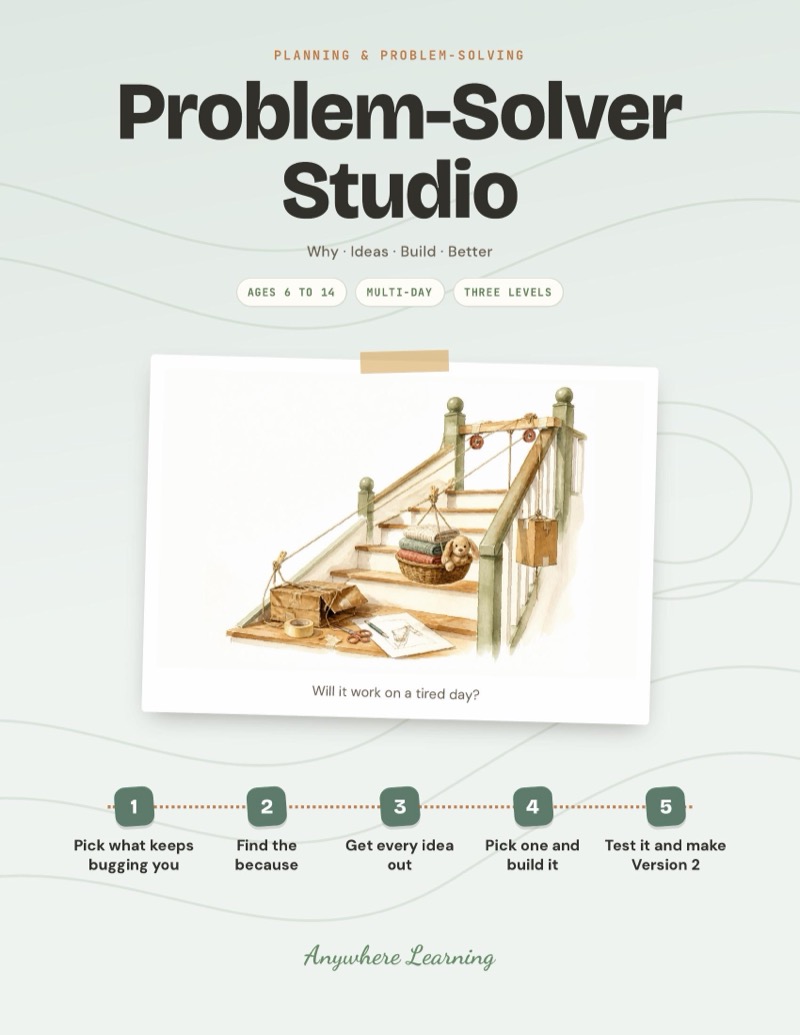 PLANNING & PROBLEM-SOLVING
Problem-Solver
Studio
Why · Ideas · Build · Better
AGES 6 TO 14
MULTI-DAY
THREE LEVELS
Will it work on a tired day?
1
Pick what keeps
bugging you
2
Find the
because
3
Get every idea
out
4
Pick one and
build it
5
Test it and make
Version 2
Anywhere Learning